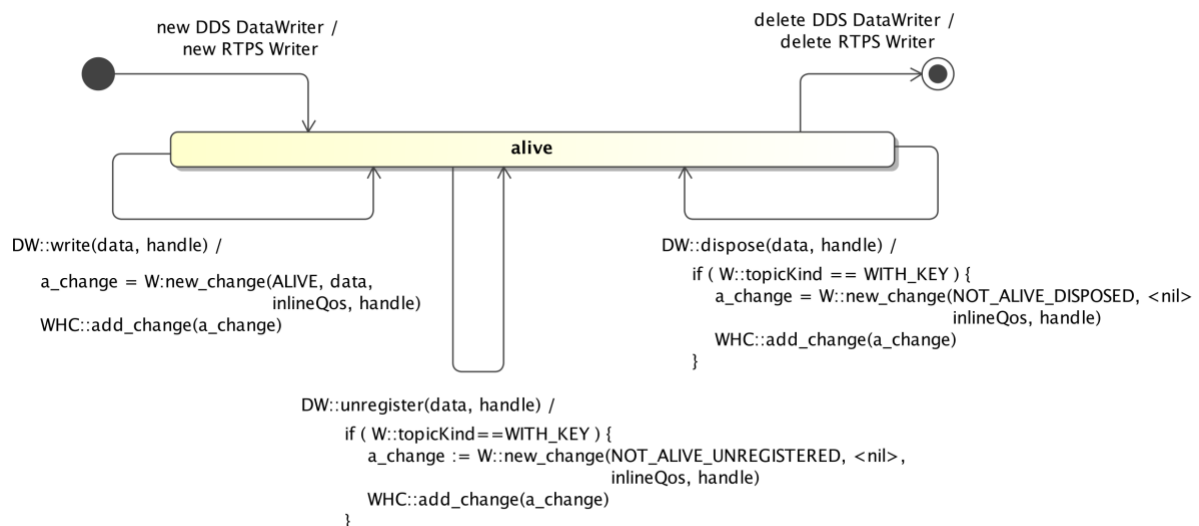 new DDS DataWriter /
new RTPS Writer
delete DDS DataWriter /
delete RTPS Writer
alive
DW::write(data, handle) /
a_change = W:new_change(ALIVE, data,
inlineQos, handle)
WHC::add_change(a_change)
DW::dispose(data, handle) /
if ( W::topicKind == WITH_KEY ) {
a_change = W::new_change(NOT_ALIVE_DISPOSED, <nil>
inlineQos, handle)
WHC::add_change(a_change)
}
DW::unregister(data, handle) /
if ( W::topicKind==WITH_KEY ) {
a_change := W::new_change(NOT_ALIVE_UNREGISTERED, <nil>,
inlineQos, handle)
WHC::add_change(a_change)
}